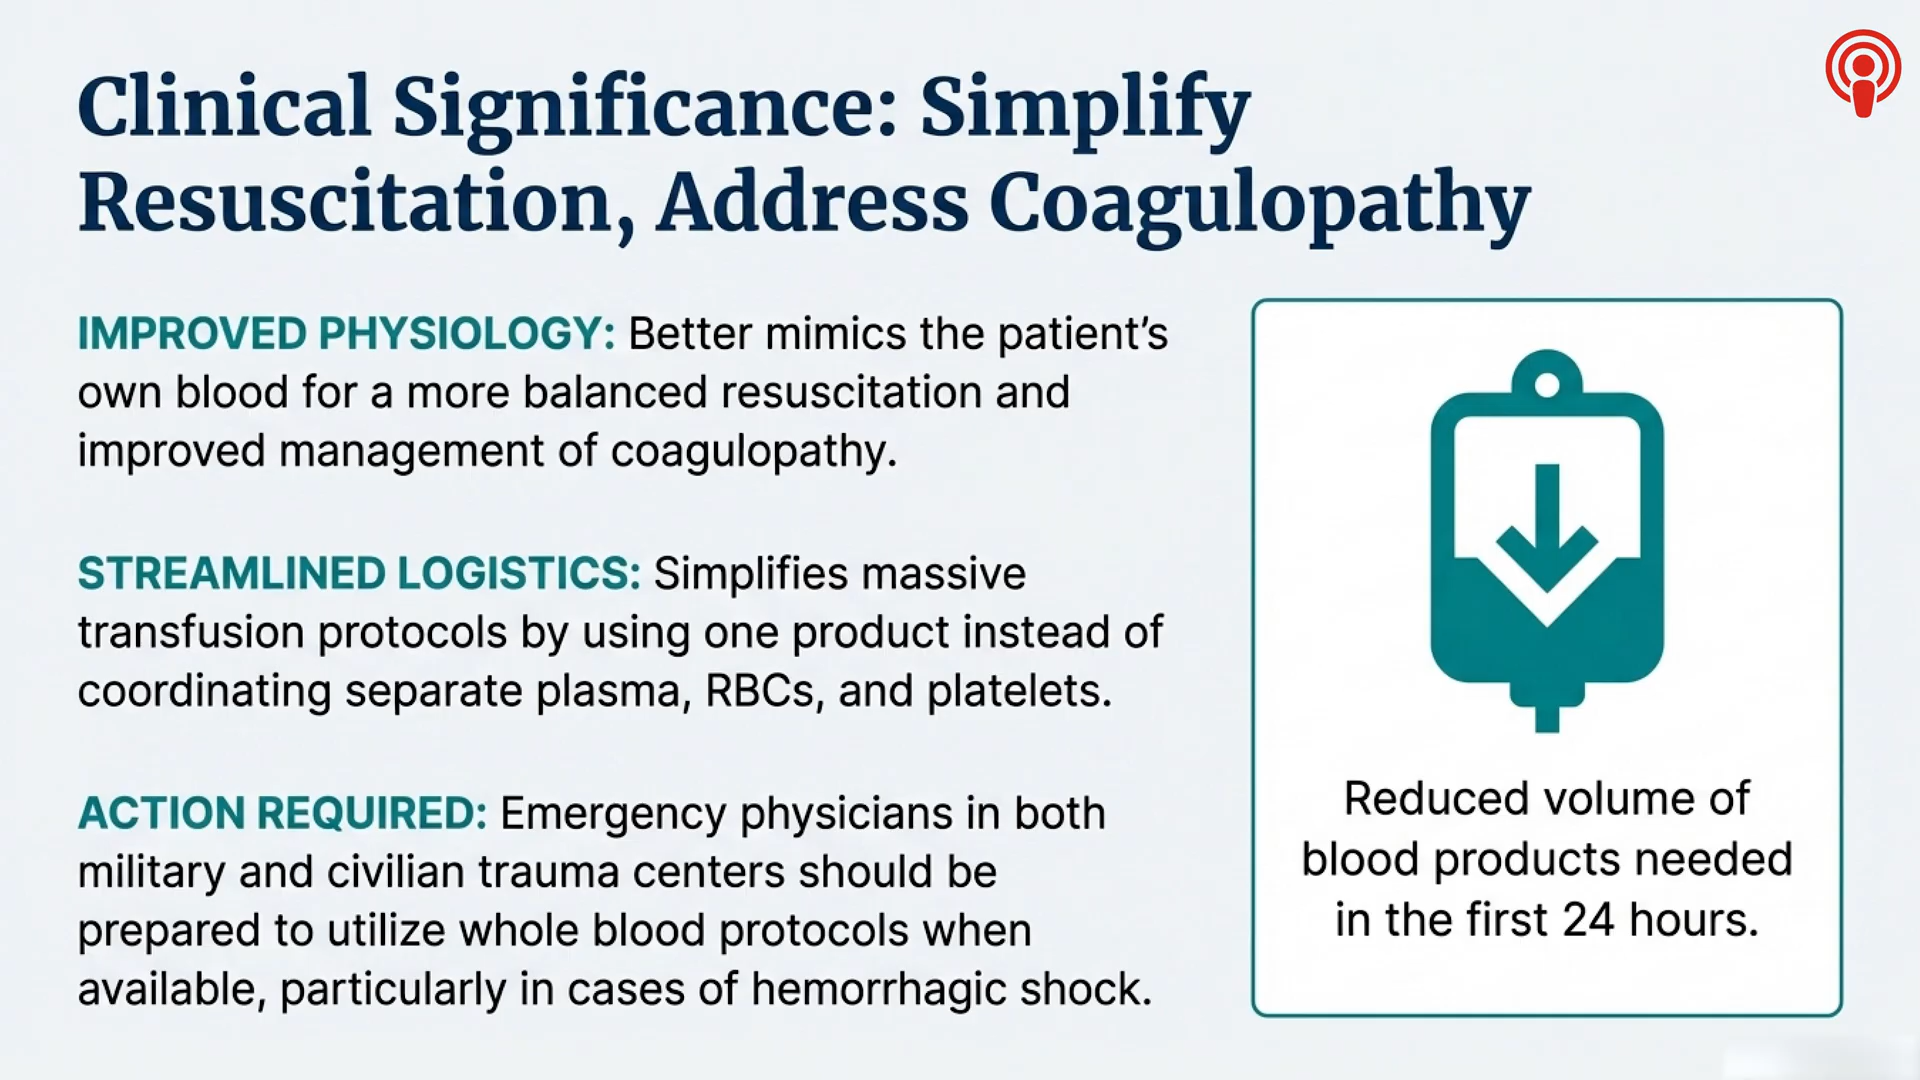 Clinical Significance: Simplify
Resuscitation, Address Coagulopathy
IMPROVED PHYSIOLOGY: Better mimics the patient’s
own blood for a more balanced resuscitation and
improved management of coagulopathy.
STREAMLINED LOGISTICS: Simplifies massive
transfusion protocols by using one product instead of
coordinating separate plasma, RBCs, and platelets.
ACTION REQUIRED: Emergency physicians in both
military and civilian trauma centers should be
prepared to utilize whole blood protocols when
available, particularly in cases of hemorrhagic shock.
Reduced volume of
blood products needed
in the first 24 hours.